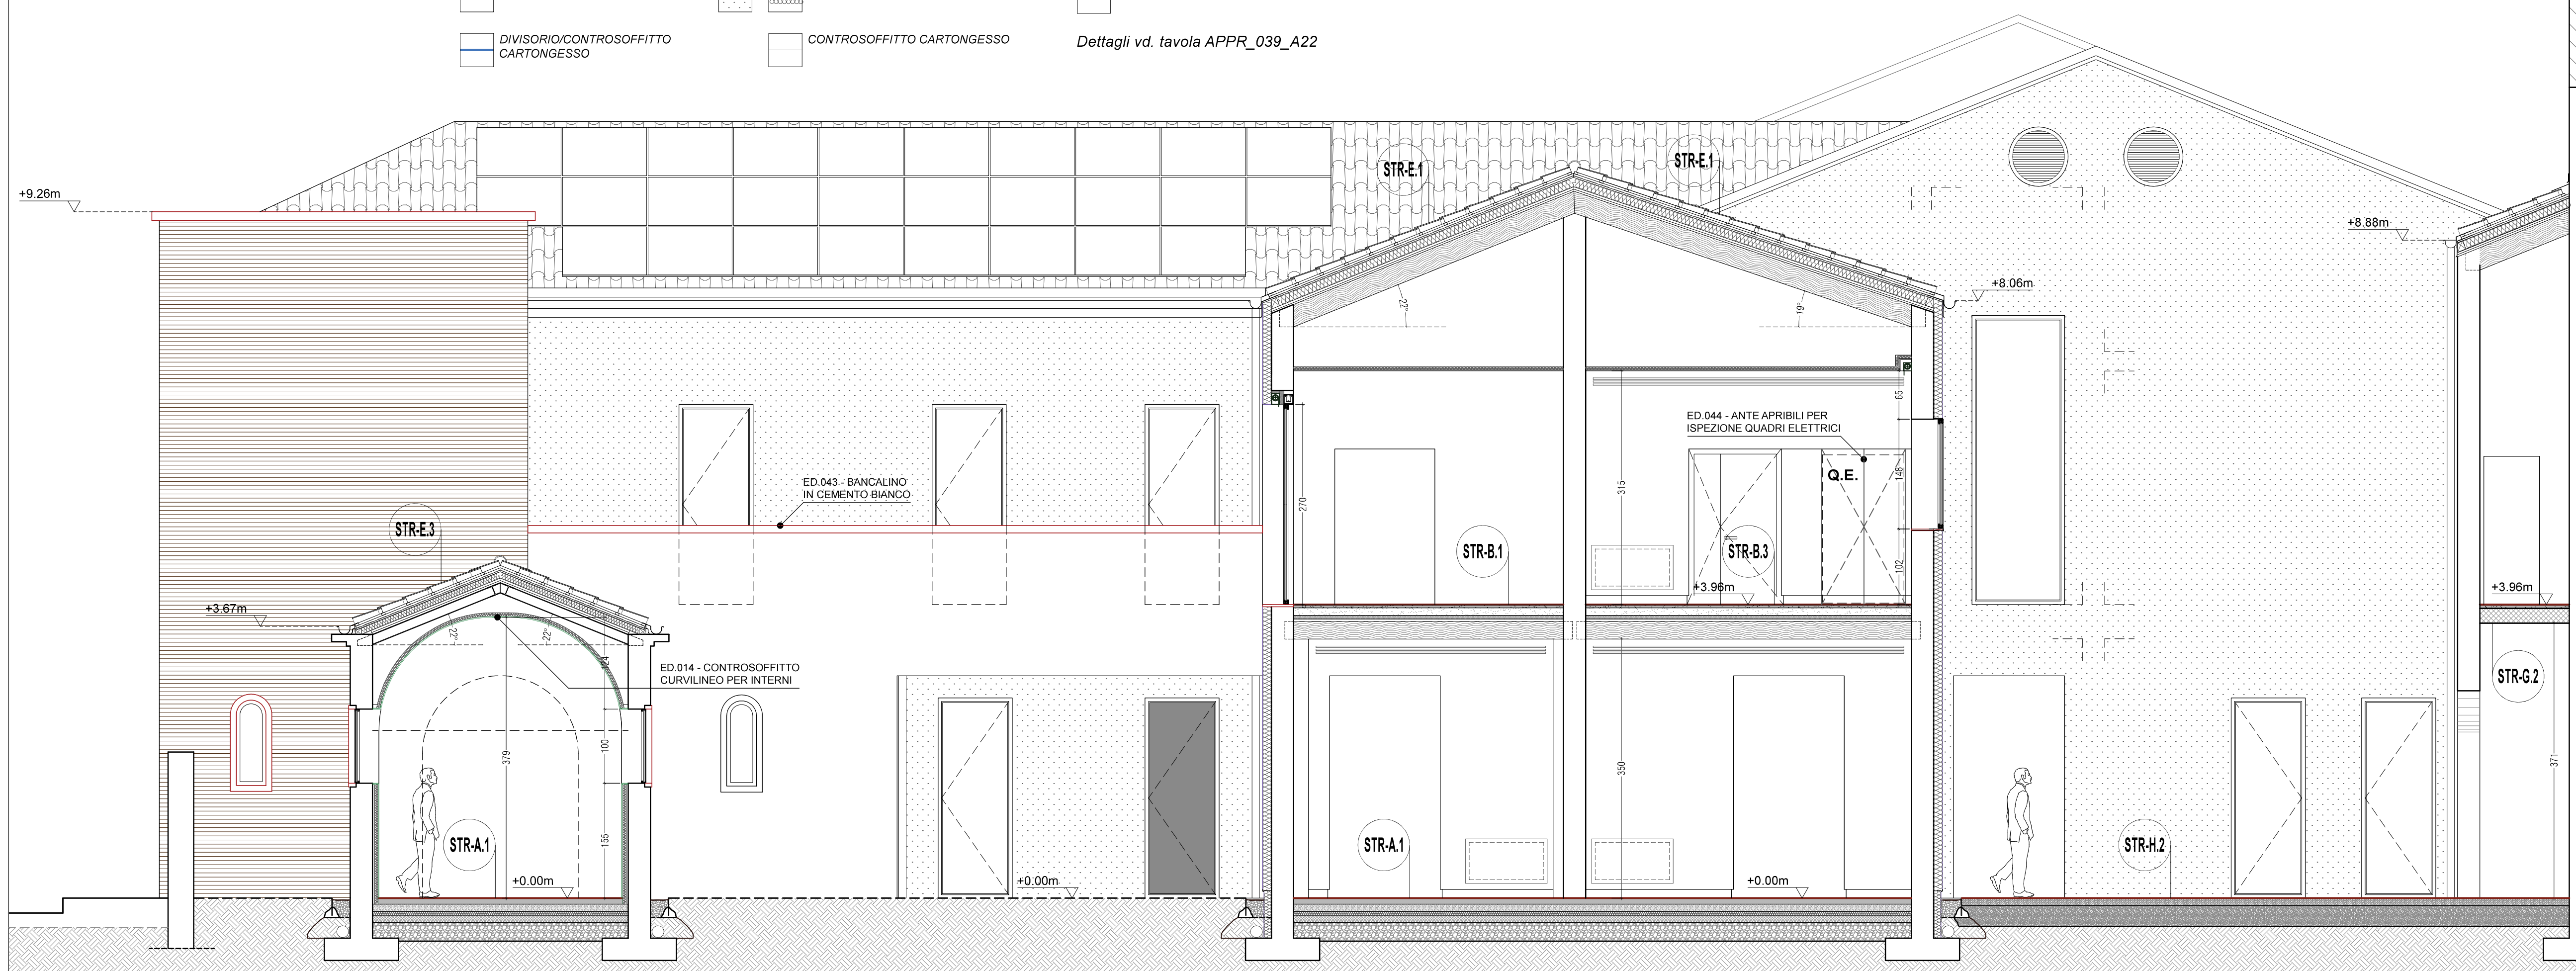 DIVISORIO/CONTROSOFFITTO
CARTONGESSO
CONTROSOFFITTO CARTONGESSO
Dettagli vd. tavola APPR_039_A22
+9.26m
STR-E.1
STR-E.1
+8.88m
+8.06m
22°
19°
65
ED.044 - ANTE APRIBILI PER
ISPEZIONE QUADRI ELETTRICI
Q.E.
148
315
270
ED.043 - BANCALINO
IN CEMENTO BIANCO
STR-E.3
STR-B.1
STR-B.3
102
+3.96m
+3.96m
+3.67m
22°
22°
124
ED.014 - CONTROSOFFITTO
CURVILINEO PER INTERNI
STR-G.2
100
379
350
371
155
STR-A.1
STR-A.1
STR-H.2
+0.00m
+0.00m
+0.00m